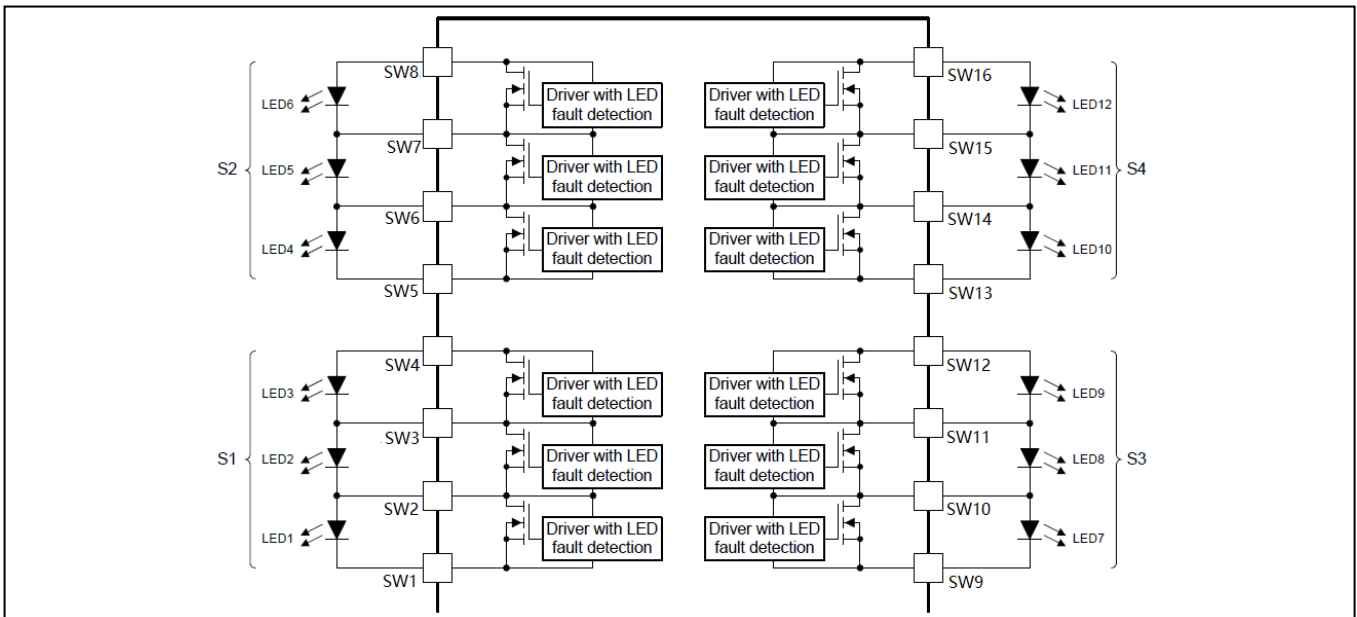 SW8
SW16
LED6
Driver with LED
fault detection
Driver with LED
fault detection
LED12
SW7
SW15
S2
LED5
Driver with LED
fault detection
Driver with LED
fault detection
LED11
S4
SW6
SW14
LED4
Driver with LED
fault detection
Driver with LED
fault detection
LED10
SW5
SW13
SW4
SW12
LED3
Driver with LED
fault detection
Driver with LED
fault detection
LED9
SW3
SW11
S1
LED2
Driver with LED
fault detection
Driver with LED
fault detection
LED8
S3
SW2
SW10
LED1
Driver with LED
fault detection
Driver with LED
fault detection
LED7
SW1
SW9